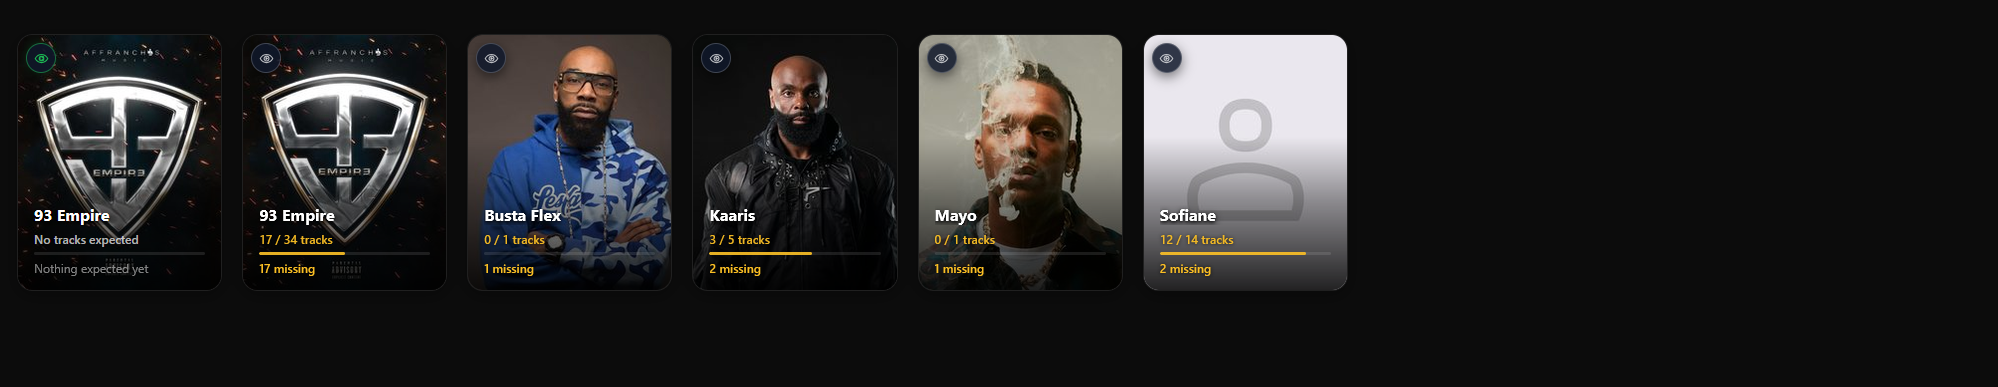 AFFRANCHIS
MUSIC
EMPIRE
93 Empire
No tracks expected
Nothing expected yet
AFFRANCHIS
MUSIC
EMPIRE
93 Empire
17 / 34 tracks
17 missing
Busta Flex
0 / 1 tracks
1 missing
Kaaris
3 / 5 tracks
2 missing
Mayo
0 / 1 tracks
1 missing
Sofiane
12 / 14 tracks
2 missing